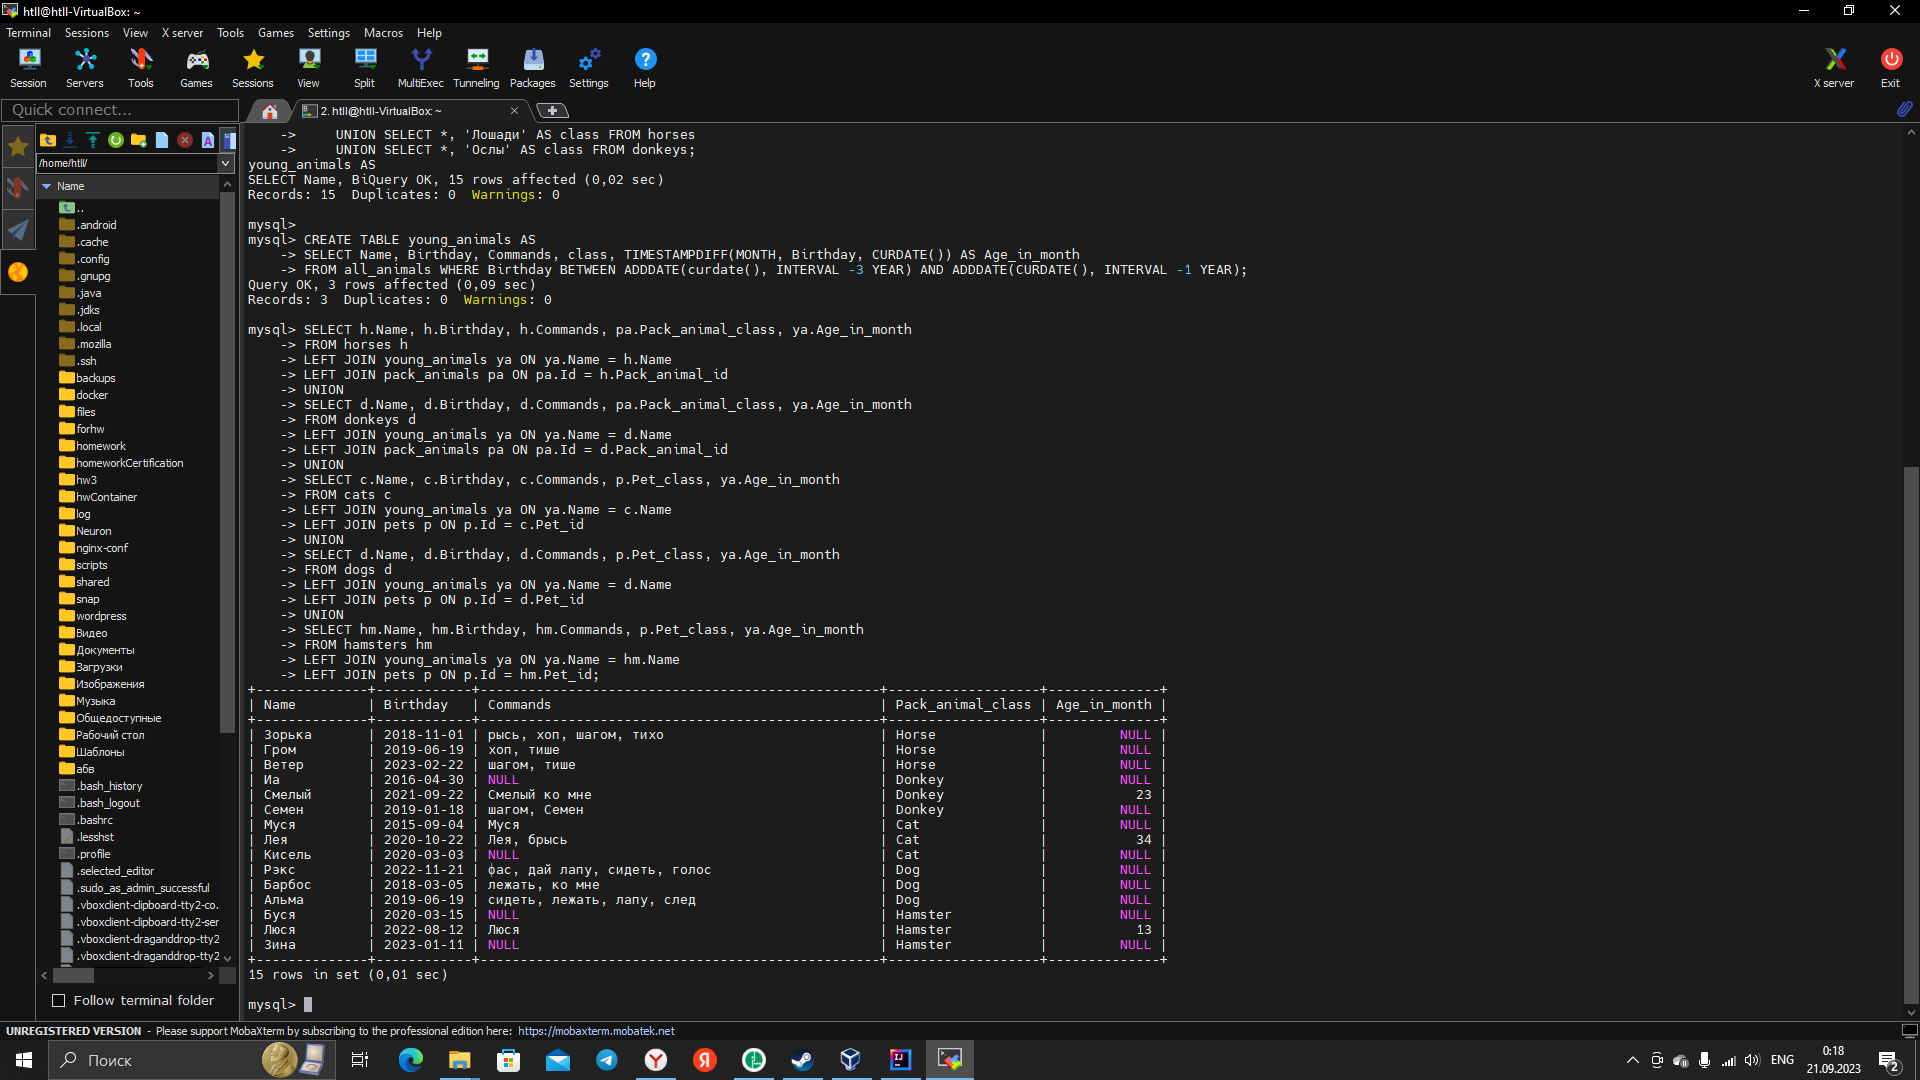 htll@htll-VirtualBox: ~
Terminal Sessions View X server Tools Games Settings Macros Help
Session Servers Tools Games Sessions View Split MultiExec Tunneling Packages Settings Help X server Exit
Quick connect...
2. htll@htll-VirtualBox: ~
/home/htll/
Name
..
.android
.cache
.config
.gnupg
.java
.jdks
.local
.mozilla
.ssh
backups
docker
files
forhw
homework
homeworkCertification
hw3
hwContainer
log
Neuron
nginx-conf
scripts
shared
snap
wordpress
Видео
Документы
Загрузки
Изображения
Музыка
Общедоступные
Рабочий стол
Шаблоны
абв
.bash_history
.bash_logout
.bashrc
.lesshst
.profile
.selected_editor
.sudo_as_admin_successful
.vboxclient-clipboard-tty2-co.
.vboxclient-clipboard-tty2-ser
.vboxclient-draganddrop-tty2
.vboxclient-draganddrop-tty2
Follow terminal folder
-> UNION SELECT *, 'Лошади' AS class FROM horses
-> UNION SELECT *, 'Ослы' AS class FROM donkeys;
young_animals AS
SELECT Name, BiQuery OK, 15 rows affected (0,02 sec)
Records: 15 Duplicates: 0 Warnings: 0
mysql>
mysql> CREATE TABLE young_animals AS
-> SELECT Name, Birthday, Commands, class, TIMESTAMPDIFF(MONTH, Birthday, CURDATE()) AS Age_in_month
-> FROM all_animals WHERE Birthday BETWEEN ADDDATE(curdate(), INTERVAL -3 YEAR) AND ADDDATE(CURDATE(), INTERVAL -1 YEAR);
Query OK, 3 rows affected (0,09 sec)
Records: 3 Duplicates: 0 Warnings: 0
mysql> SELECT h.Name, h.Birthday, h.Commands, pa.Pack_animal_class, ya.Age_in_month
-> FROM horses h
-> LEFT JOIN young_animals ya ON ya.Name = h.Name
-> LEFT JOIN pack_animals pa ON pa.Id = h.Pack_animal_id
-> UNION
-> SELECT d.Name, d.Birthday, d.Commands, pa.Pack_animal_class, ya.Age_in_month
-> FROM donkeys d
-> LEFT JOIN young_animals ya ON ya.Name = d.Name
-> LEFT JOIN pack_animals pa ON pa.Id = d.Pack_animal_id
-> UNION
-> SELECT c.Name, c.Birthday, c.Commands, p.Pet_class, ya.Age_in_month
-> FROM cats c
-> LEFT JOIN young_animals ya ON ya.Name = c.Name
-> LEFT JOIN pets p ON p.Id = c.Pet_id
-> UNION
-> SELECT d.Name, d.Birthday, d.Commands, p.Pet_class, ya.Age_in_month
-> FROM dogs d
-> LEFT JOIN young_animals ya ON ya.Name = d.Name
-> LEFT JOIN pets p ON p.Id = d.Pet_id
-> UNION
-> SELECT hm.Name, hm.Birthday, hm.Commands, p.Pet_class, ya.Age_in_month
-> FROM hamsters hm
-> LEFT JOIN young_animals ya ON ya.Name = hm.Name
-> LEFT JOIN pets p ON p.Id = hm.Pet_id;
| Name | Birthday | Commands | Pack_animal_class | Age_in_month |
| Зорька | 2018-11-01 | рысь, хоп, шагом, тихо | Horse | NULL |
| Гром | 2019-06-19 | хоп, тише | Horse | NULL |
| Ветер | 2023-02-22 | шагом, тише | Horse | NULL |
| Иа | 2016-04-30 | NULL | Donkey | NULL |
| Смелый | 2021-09-22 | Смелый ко мне | Donkey | 23 |
| Семен | 2019-01-18 | шагом, Семен | Donkey | NULL |
| Муся | 2015-09-04 | Муся | Cat | NULL |
| Лея | 2020-10-22 | Лея, брысь | Cat | 34 |
| Кисель | 2020-03-03 | NULL | Cat | NULL |
| Рэкс | 2022-11-21 | фас, дай лапу, сидеть, голос | Dog | NULL |
| Барбос | 2018-03-05 | лежать, ко мне | Dog | NULL |
| Альма | 2019-06-19 | сидеть, лежать, лапу, след | Dog | NULL |
| Буся | 2020-03-15 | NULL | Hamster | NULL |
| Люся | 2022-08-12 | Люся | Hamster | 13 |
| Зина | 2023-01-11 | NULL | Hamster | NULL |
15 rows in set (0,01 sec)
mysql>
UNREGISTERED VERSION - Please support MobaXterm by subscribing to the professional edition here: https://mobaxterm.mobatek.net
Поиск
ENG
0:18
21.09.2023
2